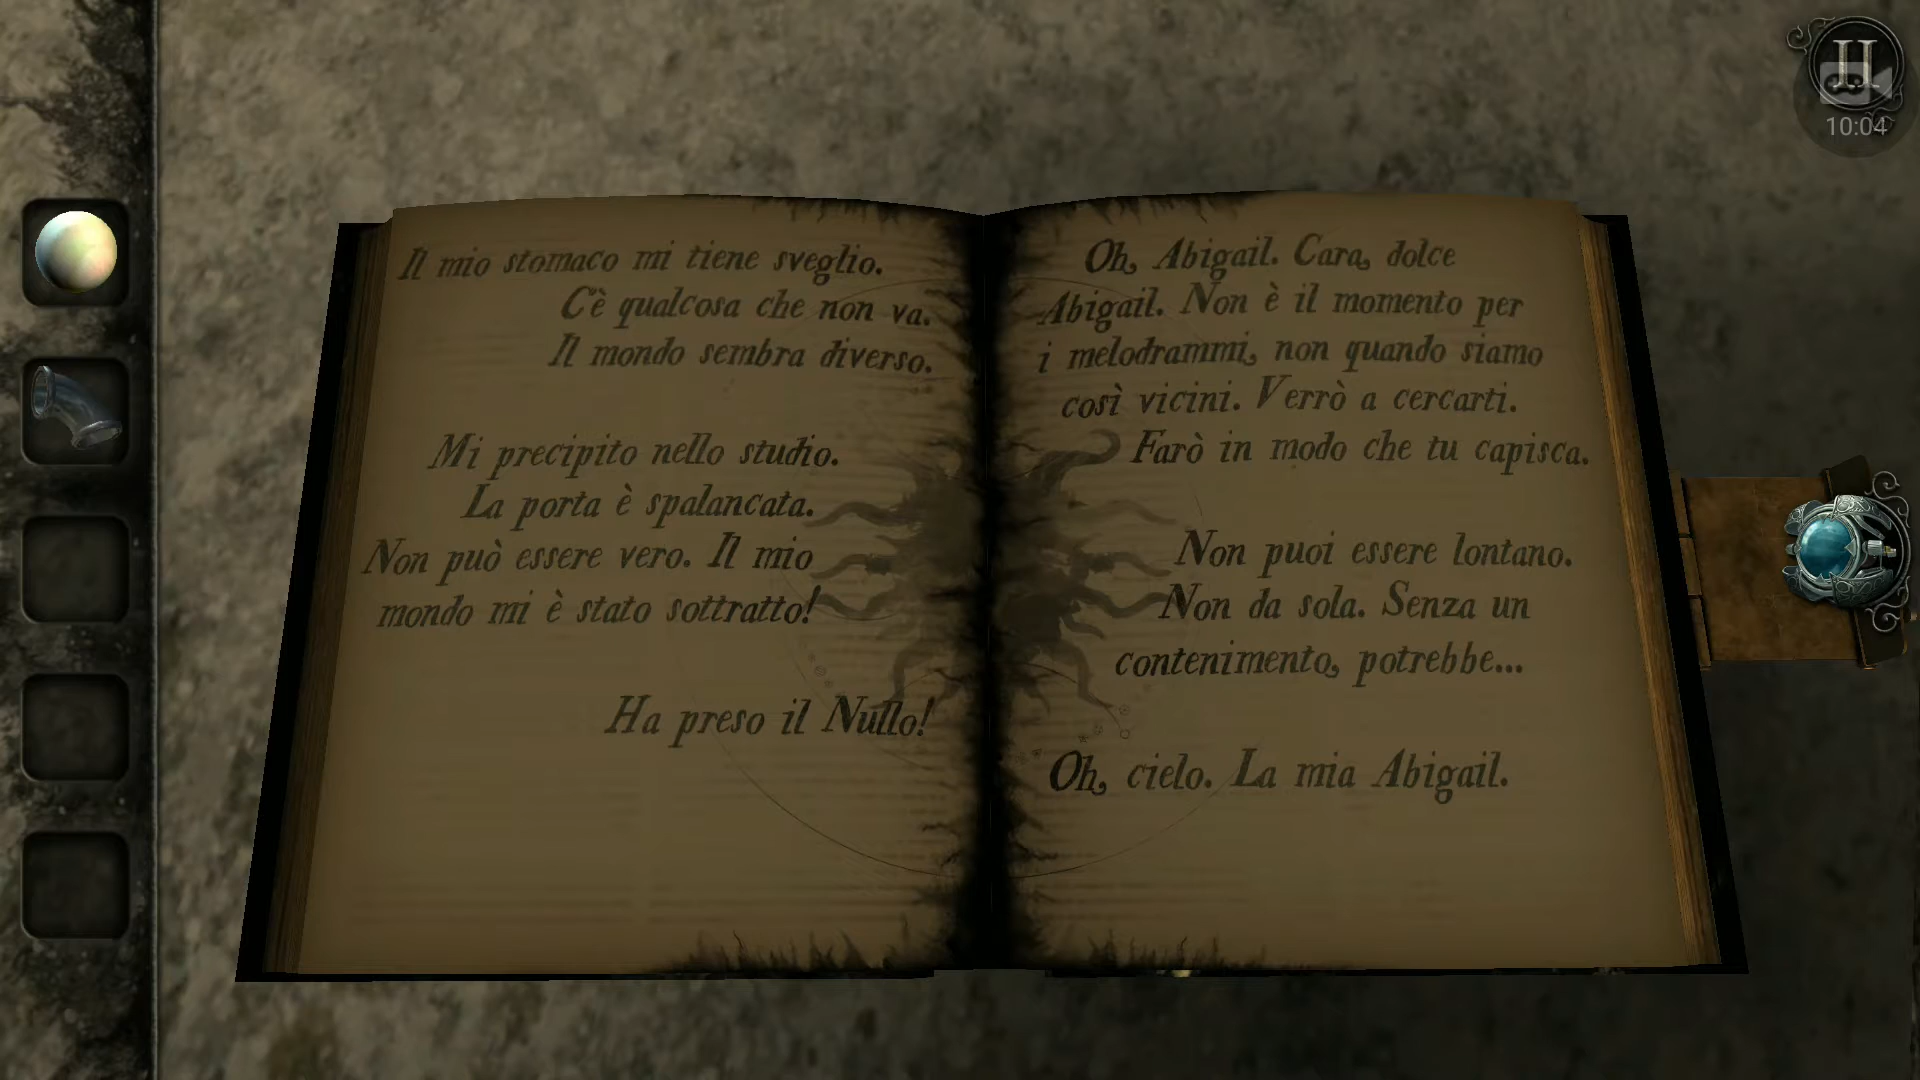 Il mio stomaco mi tiene sveglio.
C'è qualcosa che non va.
Il mondo sembra diverso.
Mi precipito nello studio.
La porta è spalancata.
Non può essere vero. Il mio
mondo mi è stato sottratto!
Ha preso il Nullo!
Oh, Abigail. Cara, dolce
Abigail. Non è il momento per
i melodrammi, non quando siamo
così vicini. Verrò a cercarti.
Farò in modo che tu capisca.
Non puoi essere lontano.
Non da sola. Senza un
contenimento, potrebbe...
Oh, cielo. La mia Abigail.
II
10:04